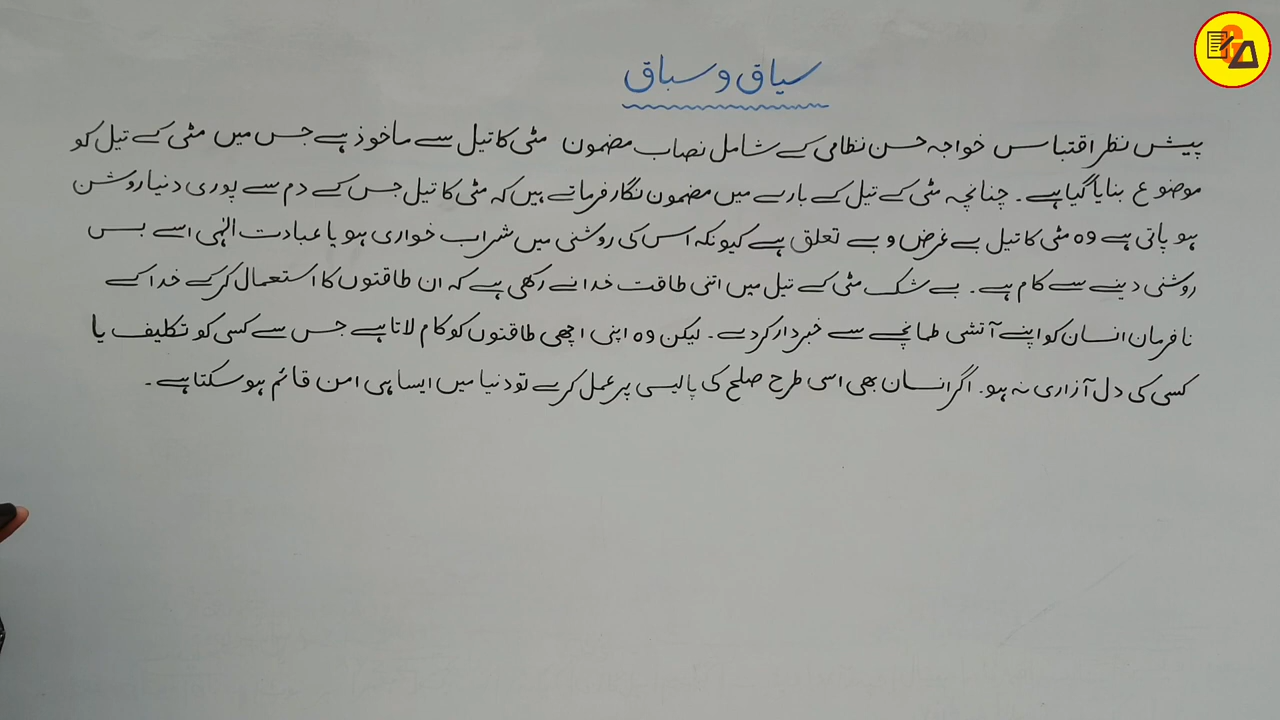 سیاق و سباق
پیش نظر اقتباس خواجہ حسن نظامی کے شامل نصاب مضمون مٹی کا تیل سے ماخوذ ہے جس میں مٹی کے تیل کو
موضوع بنایا گیا ہے۔ چنانچہ مٹی کے تیل کے بارے میں مضمون نگار فرماتے ہیں کہ مٹی کا تیل جس کے دم سے پوری دنیا روشن
ہو پاتی ہے وہ مٹی کا تیل بے غرض و بے تعلق ہے کیونکہ اس کی روشنی میں شراب خواری ہو یا عبادت الٰہی اسے بس
روشنی دینے سے کام ہے۔ بے شک مٹی کے تیل میں اتنی طاقت خدا نے رکھی ہے کہ ان طاقتوں کا استعمال کر کے خدا کے
نافرمان انسان کو اپنے آتشی طمانچے سے خبردار کر دے۔ لیکن وہ اپنی اچھی طاقتوں کو کام لاتا ہے جس سے کسی کو تکلیف یا
کسی کی دل آزاری نہ ہو۔ اگر انسان بھی اسی طرح صلح کی پالیسی پر عمل کرے تو دنیا میں ایسا ہی امن قائم ہو سکتا ہے۔